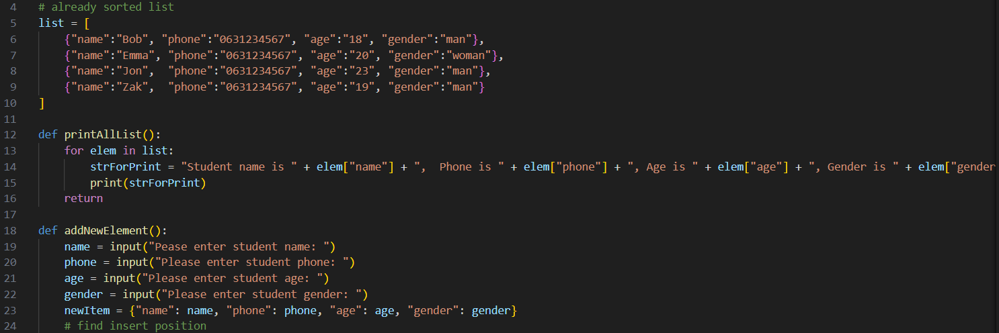 4 # already sorted list
5 list = [
6     {"name":"Bob", "phone":"0631234567", "age":"18", "gender":"man"},
7     {"name":"Emma", "phone":"0631234567", "age":"20", "gender":"woman"},
8     {"name":"Jon",  "phone":"0631234567", "age":"23", "gender":"man"},
9     {"name":"Zak",  "phone":"0631234567", "age":"19", "gender":"man"}
10 ]
11
12 def printAllList():
13     for elem in list:
14         strForPrint = "Student name is " + elem["name"] + ",  Phone is " + elem["phone"] + ", Age is " + elem["age"] + ", Gender is " + elem["gender
15         print(strForPrint)
16     return
17
18 def addNewElement():
19     name = input("Pease enter student name: ")
20     phone = input("Please enter student phone: ")
21     age = input("Please enter student age: ")
22     gender = input("Please enter student gender: ")
23     newItem = {"name": name, "phone": phone, "age": age, "gender": gender}
24     # find insert position